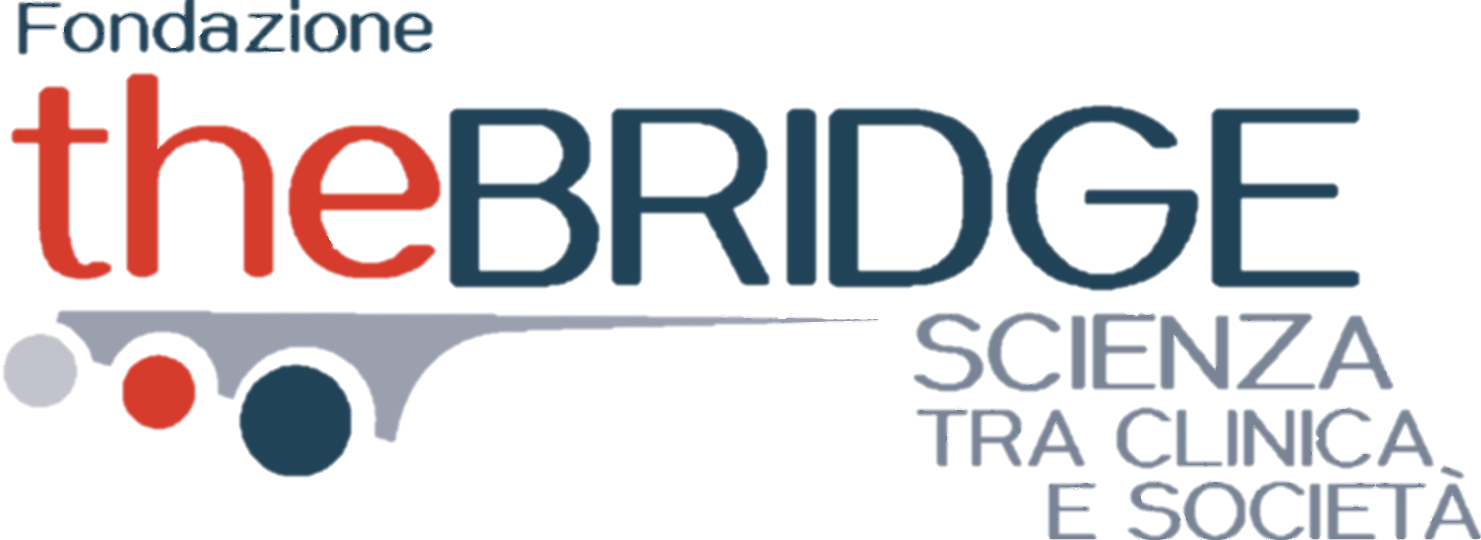 Fondazione
theBRIDGE
SCIENZA
TRA CLINICA
E SOCIETÀ